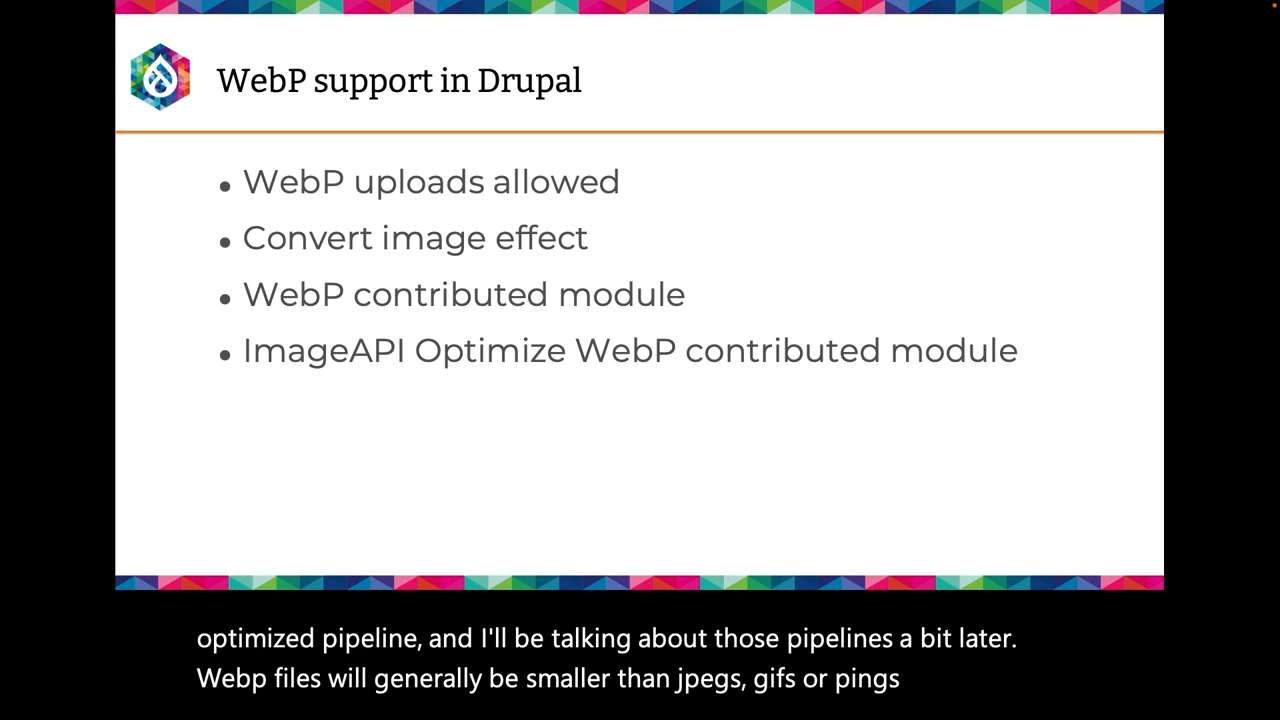 WebP support in Drupal
• WebP uploads allowed
• Convert image effect
• WebP contributed module
• ImageAPI Optimize WebP contributed module
optimized pipeline, and I'll be talking about those pipelines a bit later.
Webp files will generally be smaller than jpegs, gifs or pings